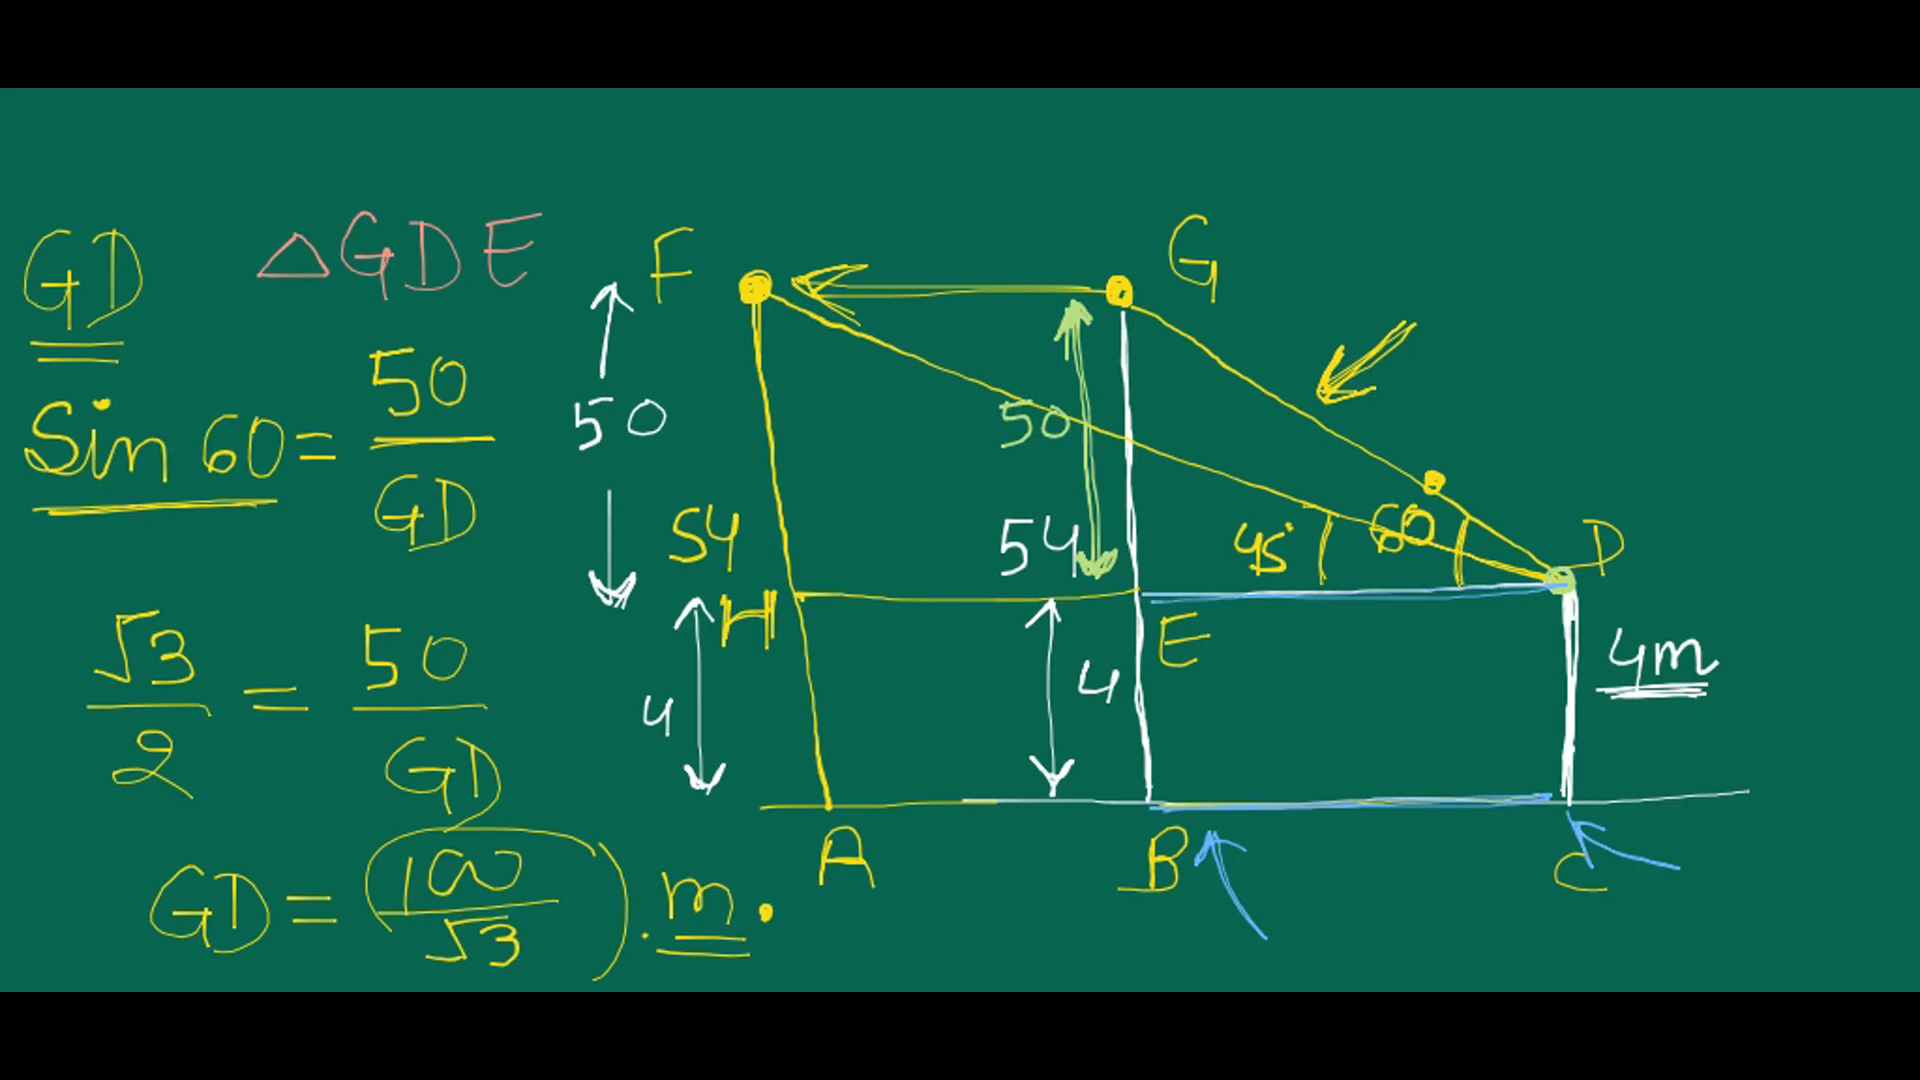 GD
△GDE
Sin 60 = 50/GD
√3/2 = 50/GD
GD = (100/√3) . m .
F
G
50
50
54
54
45°
60
D
H
E
4
4
4m
A
B
C